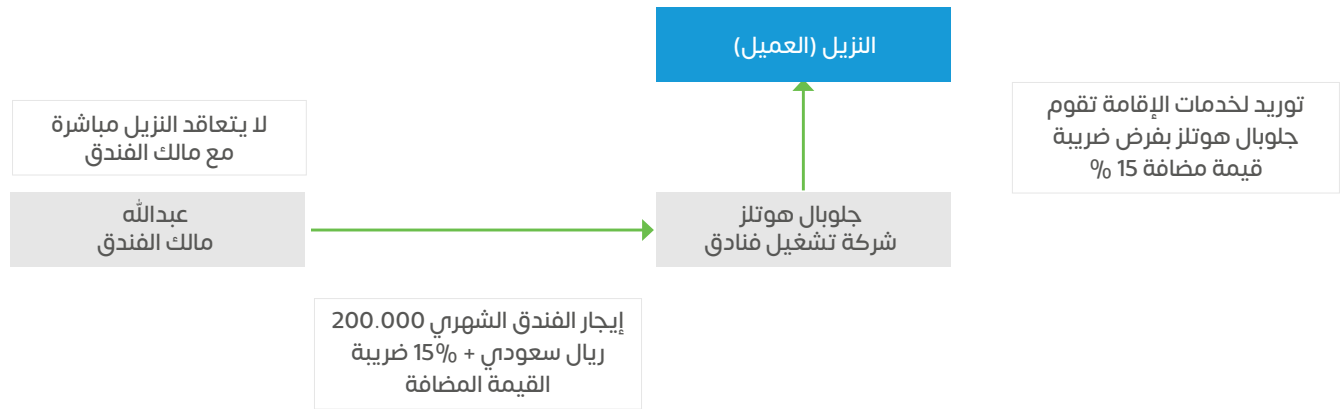 النزيل (العميل)
توريد لخدمات الإقامة تقوم
جلوبال هوتلز بفرض ضريبة
قيمة مضافة 15 %
لا يتعاقد النزيل مباشرة
مع مالك الفندق
جلوبال هوتلز
شركة تشغيل فنادق
عبدالله
مالك الفندق
إيجار الفندق الشهري 200.000
ريال سعودي + 15% ضريبة
القيمة المضافة